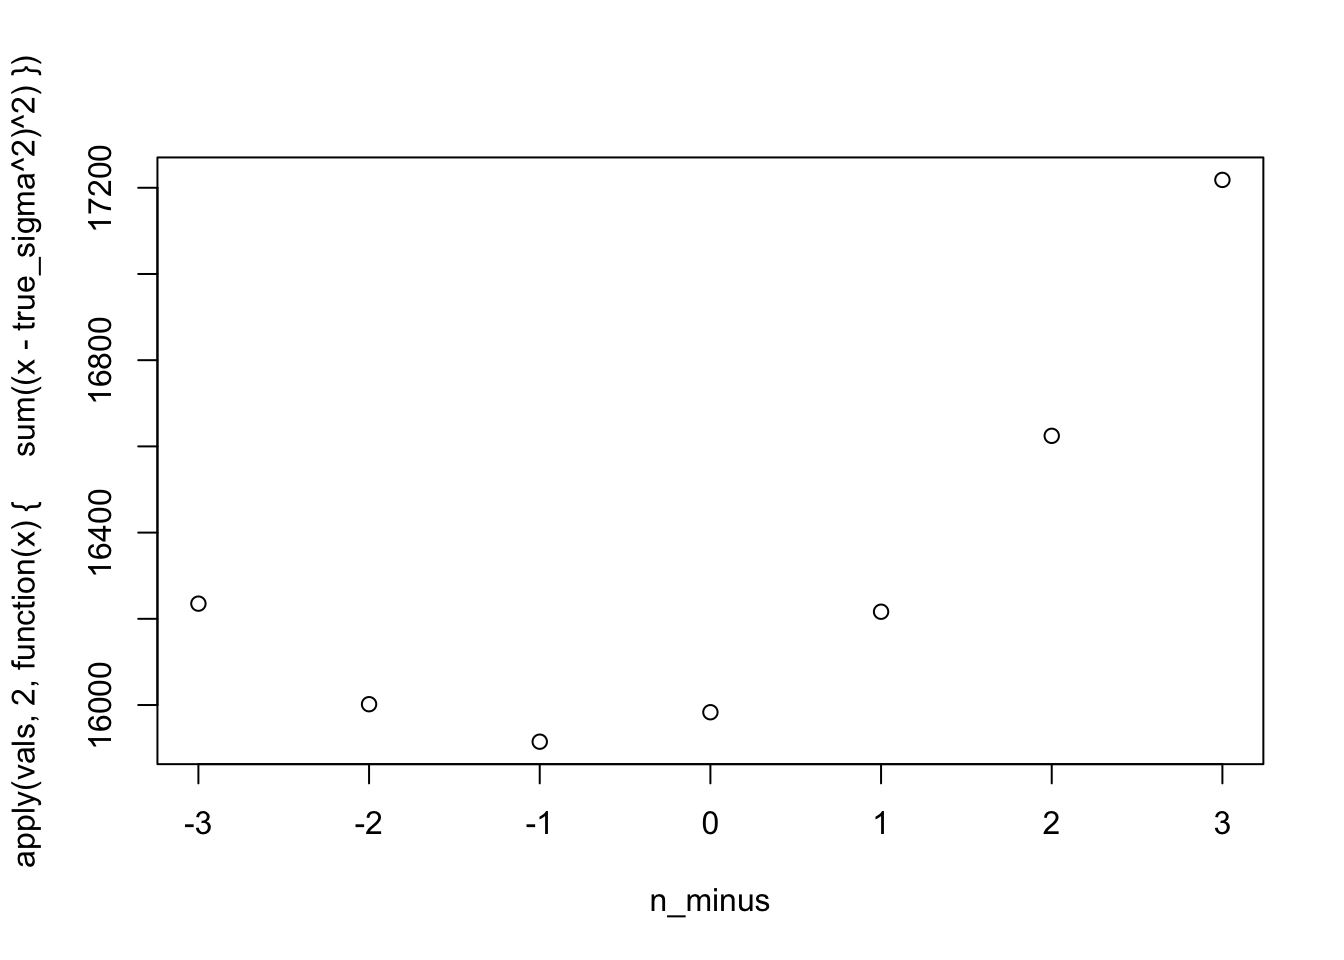 apply(vals, 2, function(x) {     sum((x - true_sigma^2)^2) })
17200
16800
16400
16000
-3 -2 -1 0 1 2 3
n_minus